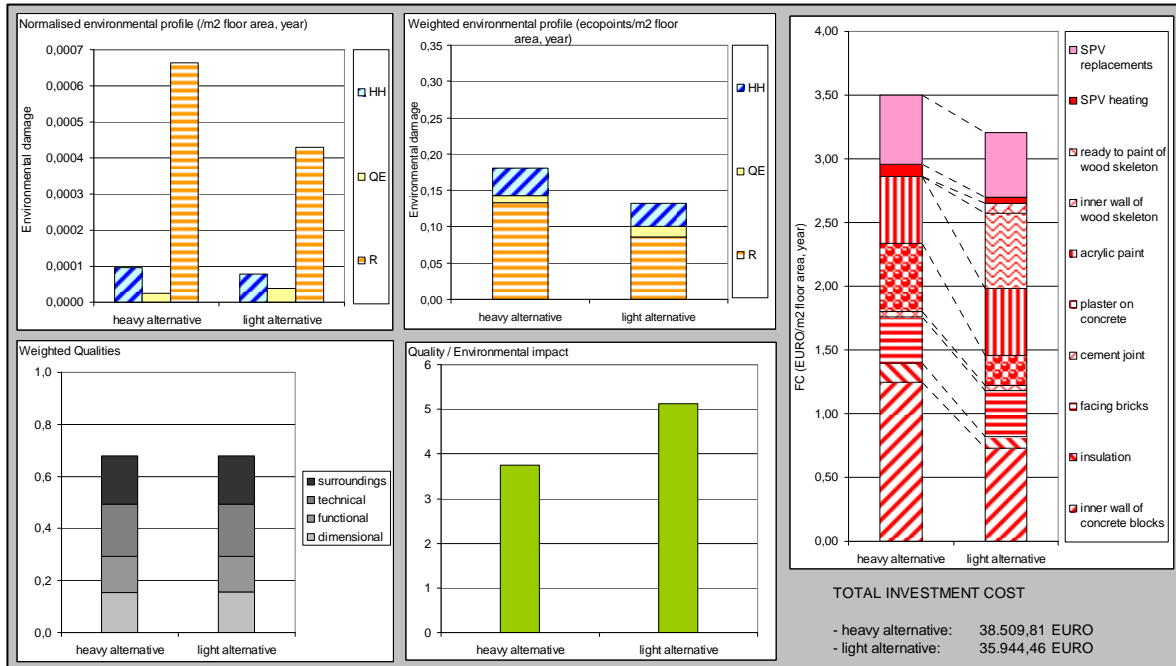 Normalised environmental profile (/m2 floor area, year)
Environmental damage
0,0007
0,0006
0,0005
0,0004
0,0003
0,0002
0,0001
0,0000
heavy alternative
light alternative
HH
QE
R
Weighted environmental profile (ecopoints/m2 floor
area, year)
Environmental damage
0,35
0,30
0,25
0,20
0,15
0,10
0,05
0,00
heavy alternative
light alternative
HH
QE
R
Weighted Qualities
1,0
0,8
0,6
0,4
0,2
0,0
heavy alternative
light alternative
surroundings
technical
functional
dimensional
Quality / Environmental impact
6
5
4
3
2
1
0
heavy alternative
light alternative
FC (EURO/m2 floor area, year)
4,00
3,50
3,00
2,50
2,00
1,50
1,00
0,50
0,00
heavy alternative
light alternative
SPV
replacements
SPV heating
ready to paint of
wood skeleton
inner wall of
wood skeleton
acrylic paint
plaster on
concrete
cement joint
facing bricks
insulation
inner wall of
concrete blocks
TOTAL INVESTMENT COST
- heavy alternative: 38.509,81 EURO
- light alternative: 35.944,46 EURO